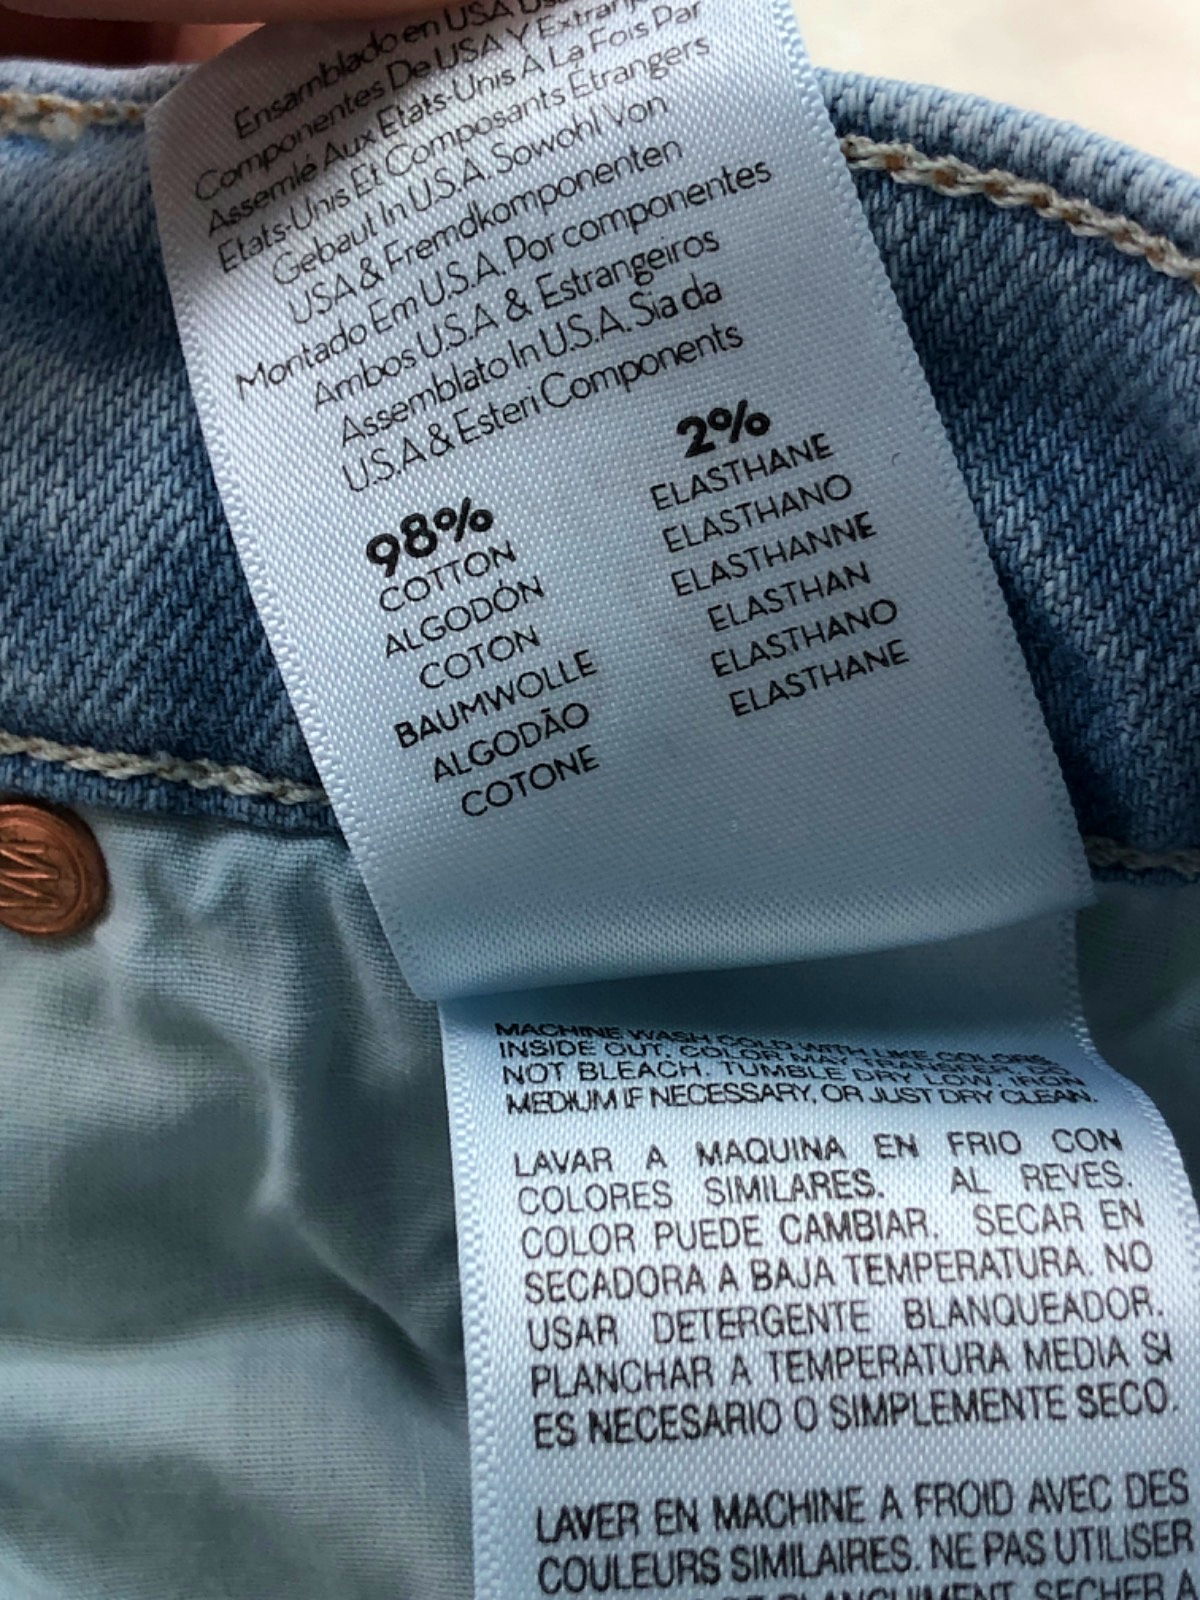 Ensamblado en USA
Componentes De USA Y
Assemlé Aux Etats-Unis A La Fois Par
Etats-Unis Et Composants Étrangers
Gebaut In U.S.A. Sowohl Von
USA & Fremdkomponenten
Montado Em U.S.A. Por componentes
Ambos U.S.A & Estrangeiros
Assemblato In U.S.A. Sia da
U.S.A & Esteri Components
98%
COTTON
ALGODÓN
COTON
BAUMWOLLE
ALGODÃO
COTONE
2%
ELASTHANE
ELASTHANO
ELASTHANNE
ELASTHAN
ELASTHANO
ELASTHANE
MACHINE WASH COLD WITH LIKE COLORS
INSIDE OUT. COLOR MAY TRANSFER. DO
NOT BLEACH. TUMBLE DRY LOW. IRON
MEDIUM IF NECESSARY, OR JUST DRY CLEAN.
LAVAR A MAQUINA EN FRIO CON
COLORES SIMILARES. AL REVES.
COLOR PUEDE CAMBIAR. SECAR EN
SECADORA A BAJA TEMPERATURA. NO
USAR DETERGENTE BLANQUEADOR.
PLANCHAR A TEMPERATURA MEDIA SI
ES NECESARIO O SIMPLEMENTE SECO.
LAVER EN MACHINE A FROID AVEC DES
COULEURS SIMILAIRES. NE PAS UTILISER
SECHER A